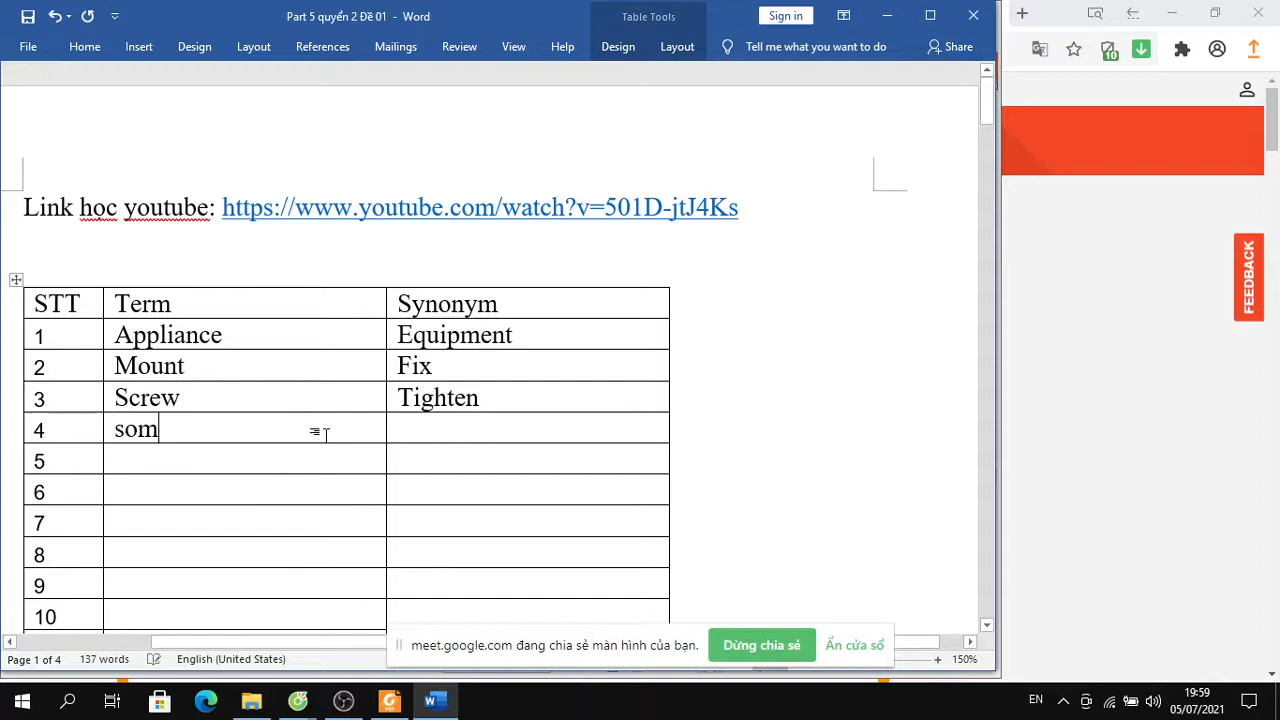 Part 5 quyển 2 Đề 01 - Word
Table Tools
Sign in
File Home Insert Design Layout References Mailings Review View Help Design Layout Tell me what you want to do Share
10
Link học youtube: https://www.youtube.com/watch?v=501D-jtJ4Ks
FEEDBACK
STT Term Synonym
1 Appliance Equipment
2 Mount Fix
3 Screw Tighten
4 som
5
6
7
8
9
10
meet.google.com đang chia sẻ màn hình của bạn. Dừng chia sẻ Ẩn cửa sổ
Page 1 of 4 137 words English (United States) 150%
EN
19:59
05/07/2021